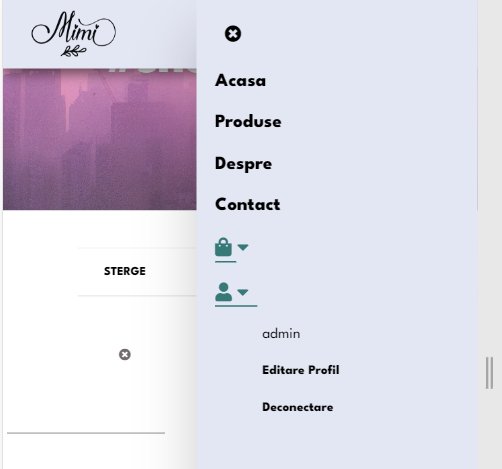 Mimi
Acasa
Produse
Despre
Contact
STERGE
admin
Editare Profil
Deconectare